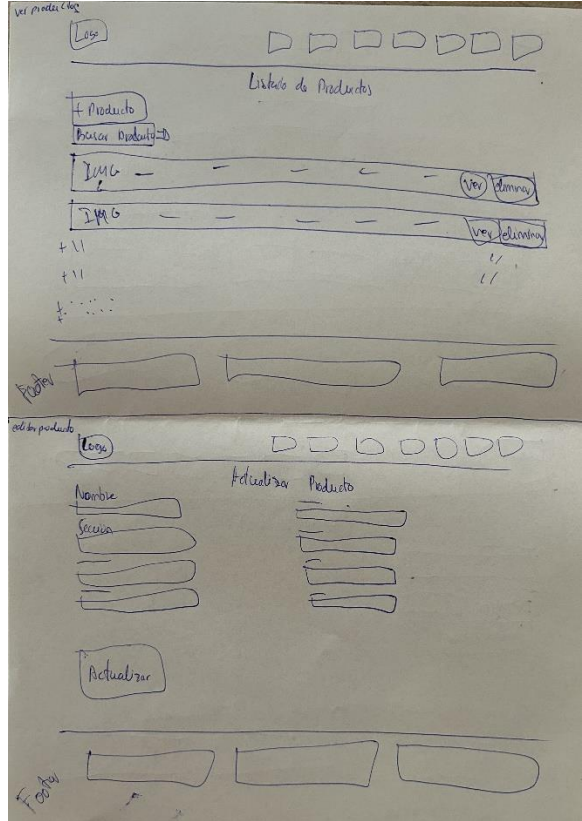 ver productos
Logo
Listado de Productos
+ Producto
Buscar Producto
IMG ver eliminar
IMG ver eliminar
+ \\ //
+ \\ //
Footer
editar producto
Logo
Actualizar Producto
Nombre
Sección
Actualizar
Footer